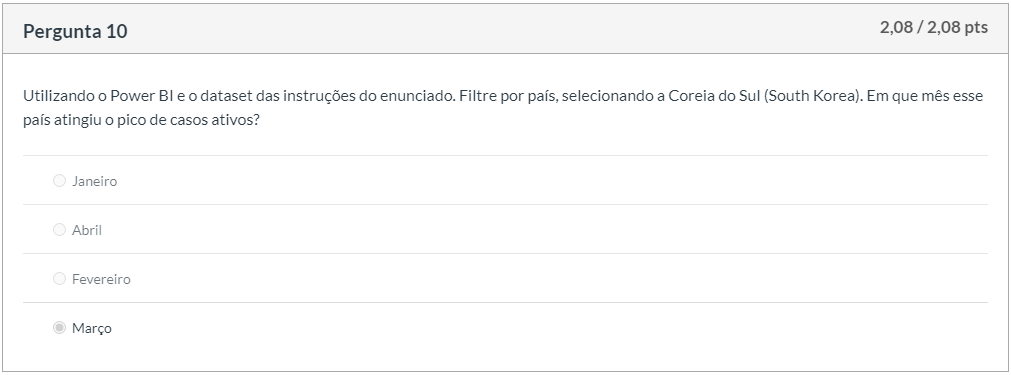 Pergunta 10
2,08 / 2,08 pts
Utilizando o Power BI e o dataset das instruções do enunciado. Filtre por país, selecionando a Coreia do Sul (South Korea). Em que mês esse
país atingiu o pico de casos ativos?
Janeiro
Abril
Fevereiro
Março